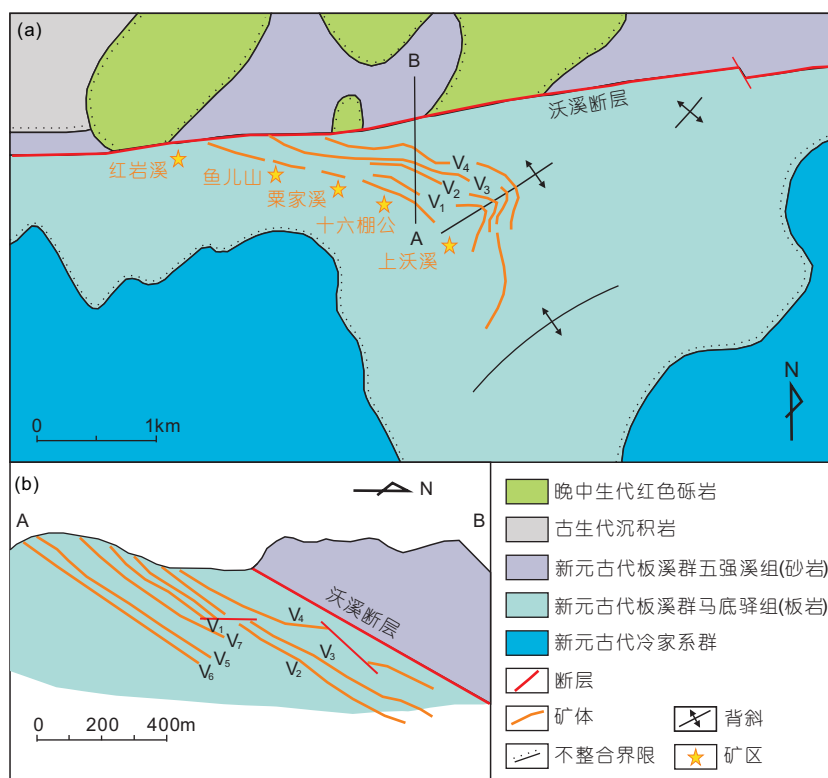 (a)
B
沃溪断层
红岩溪
鱼儿山
粟家溪
十六棚公
上沃溪
V4
V2
V3
V1
A
N
0
1km
(b)
N
A
B
沃溪断层
V1
V7
V5
V6
V4
V3
V2
0
200
400m
晚中生代红色砾岩
古生代沉积岩
新元古代板溪群五强溪组(砂岩)
新元古代板溪群马底驿组(板岩)
新元古代冷家系群
断层
矿体
背斜
不整合界限
矿区